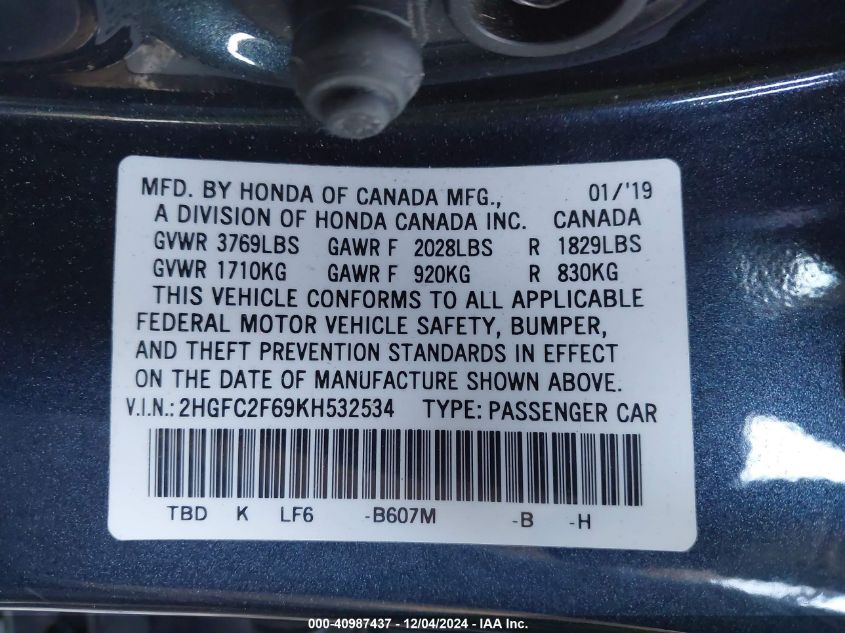 MFD. BY HONDA OF CANADA MFG., 01/'19
A DIVISION OF HONDA CANADA INC. CANADA
GVWR 3769LBS GAWR F 2028LBS R 1829LBS
GVWR 1710KG GAWR F 920KG R 830KG
THIS VEHICLE CONFORMS TO ALL APPLICABLE
FEDERAL MOTOR VEHICLE SAFETY, BUMPER,
AND THEFT PREVENTION STANDARDS IN EFFECT
ON THE DATE OF MANUFACTURE SHOWN ABOVE.
V.I.N.: 2HGFC2F69KH532534 TYPE: PASSENGER CAR
TBD K LF6 -B607M -B -H
000-40987437 - 12/04/2024 - IAA Inc.